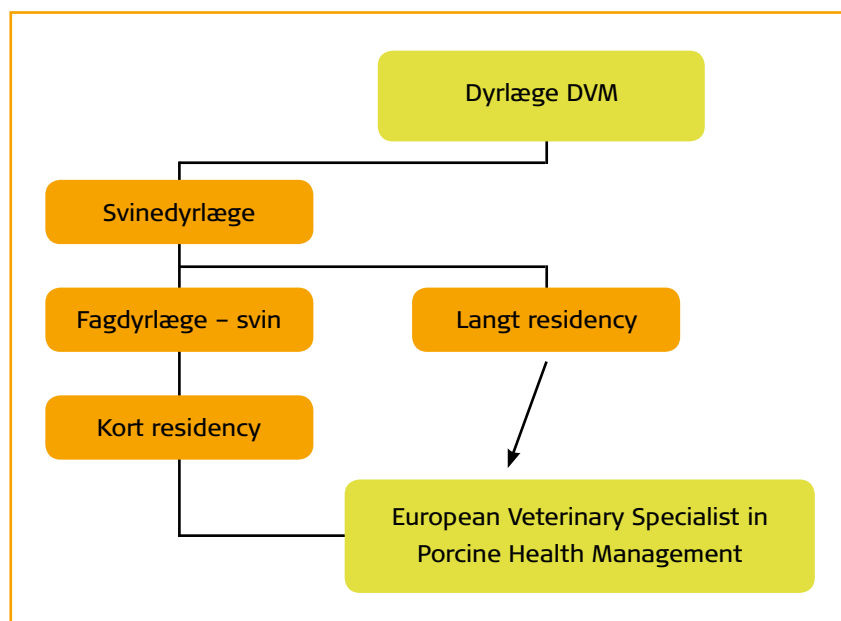 Dyrlæge DVM
Svinedyrlæge
Fagdyrlæge – svin
Langt residency
Kort residency
European Veterinary Specialist in
Porcine Health Management